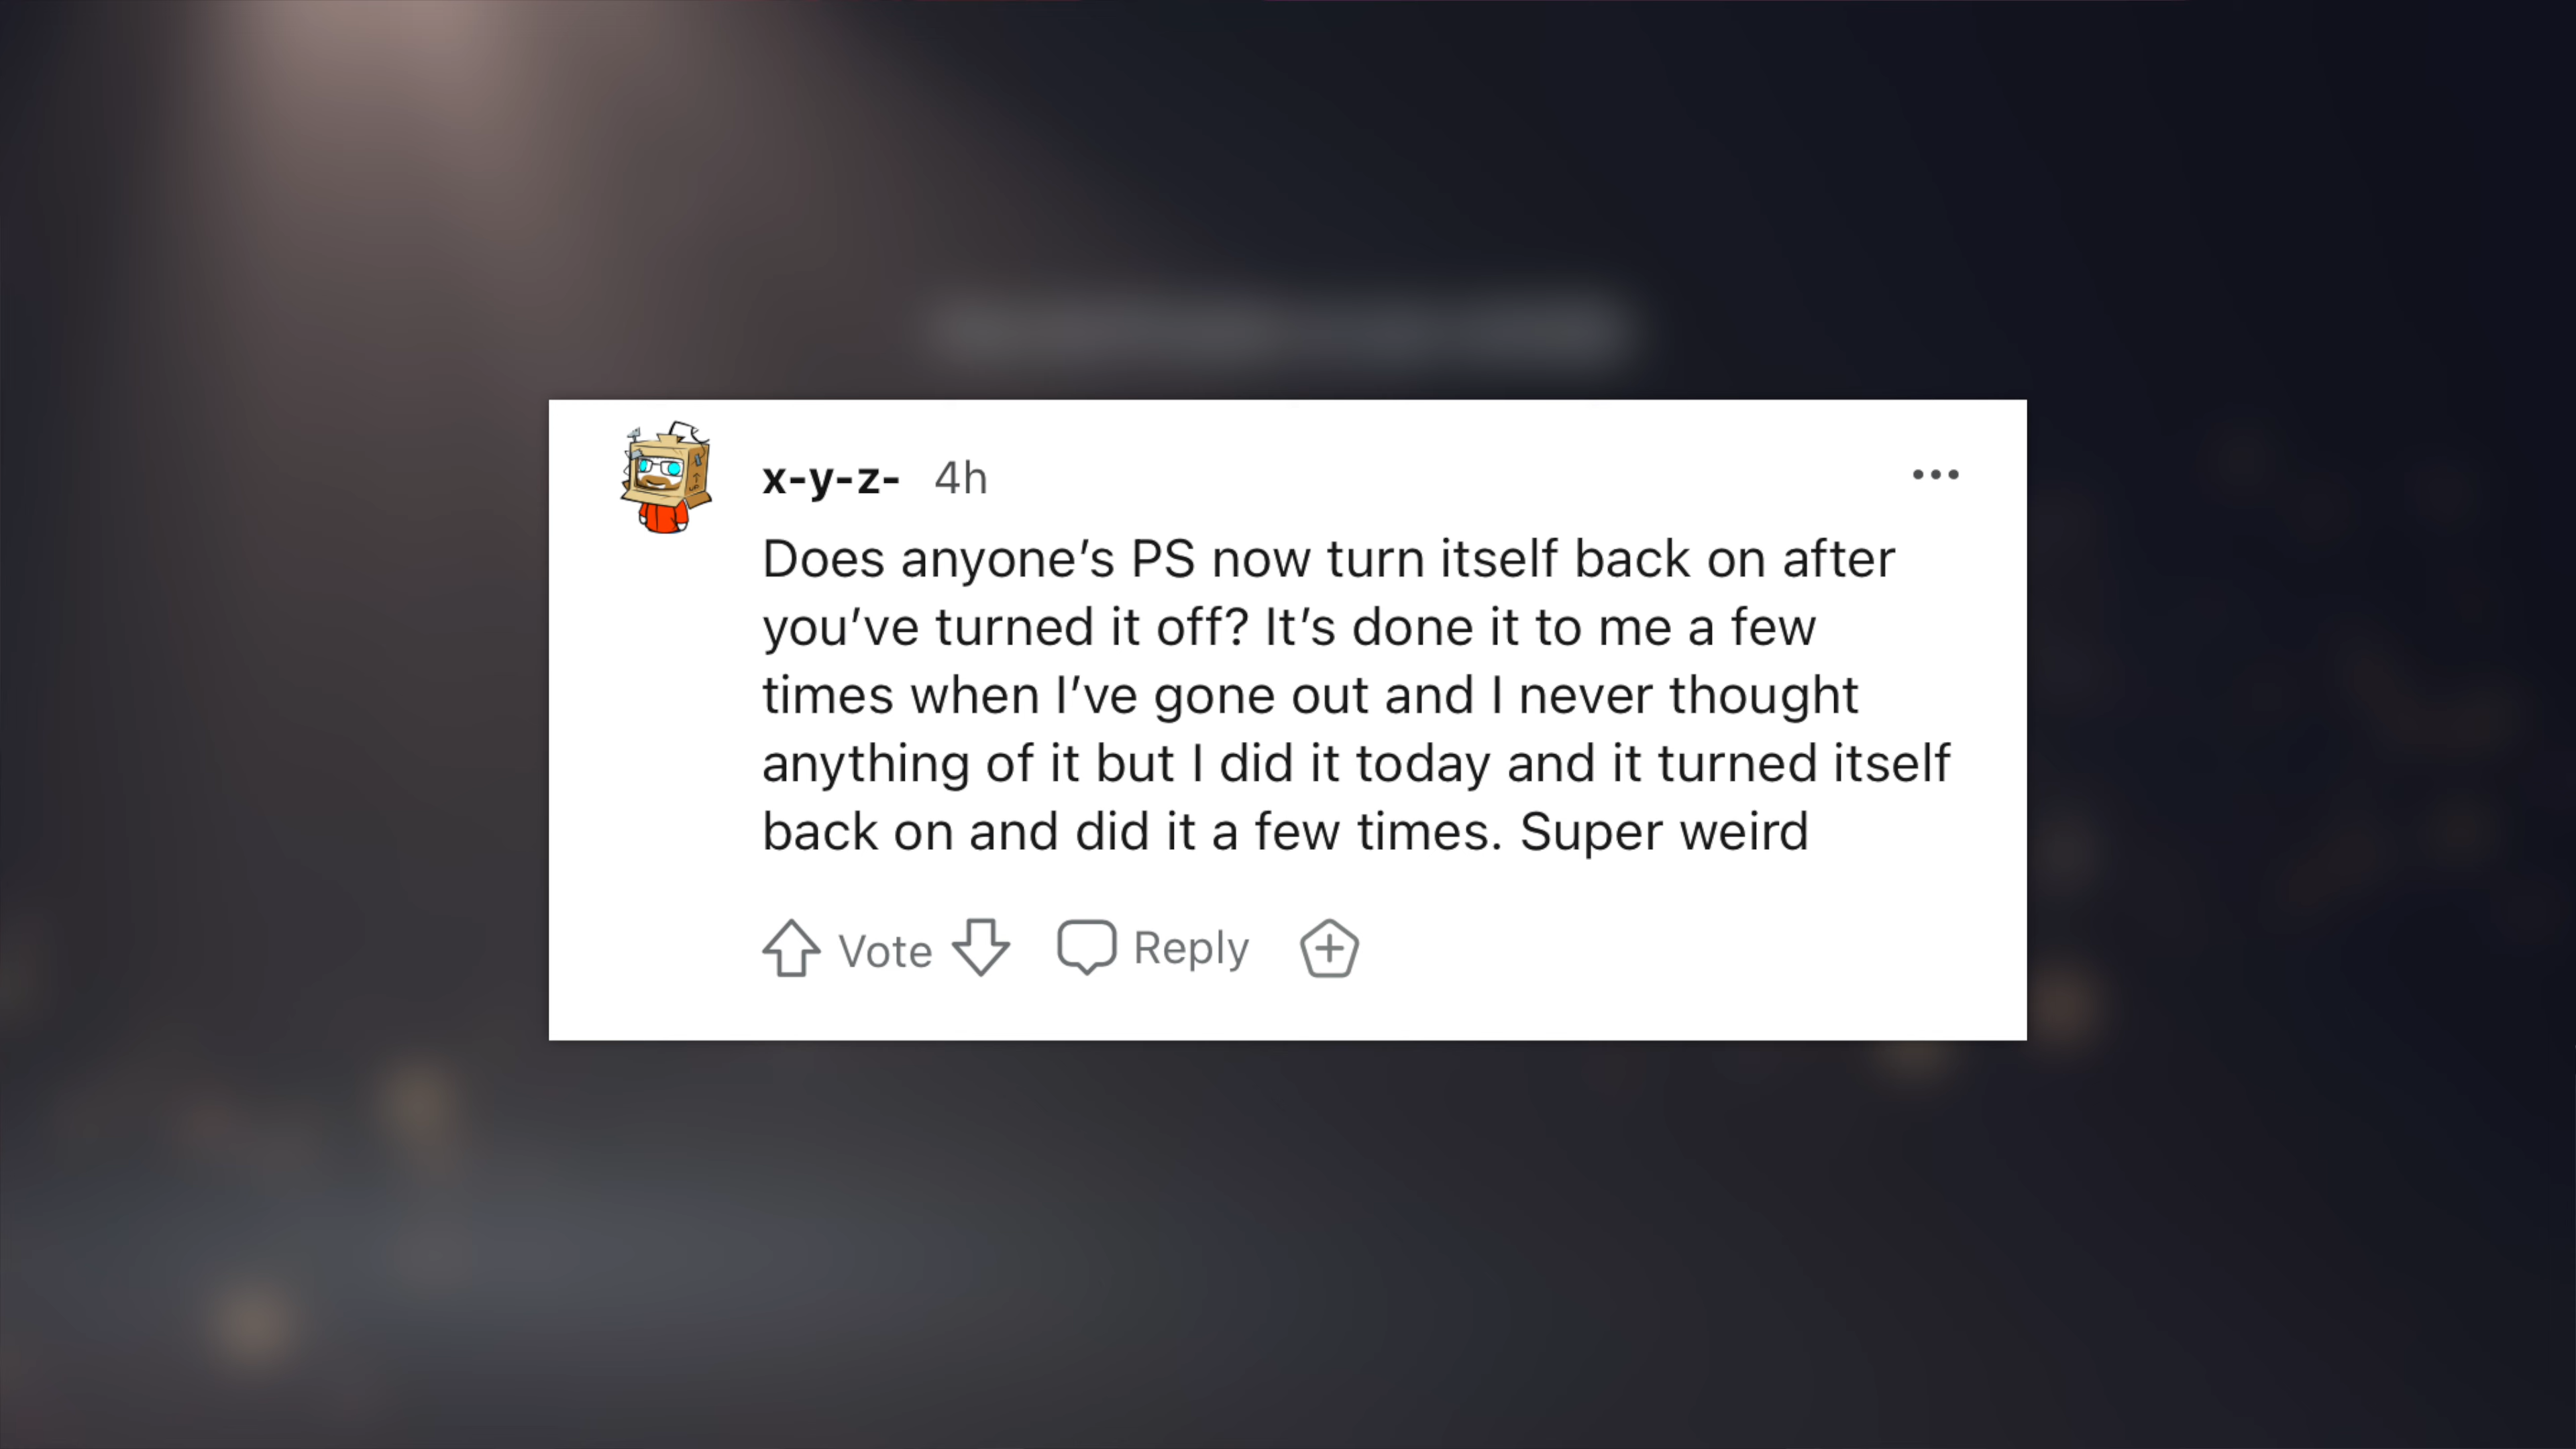 x-y-z- 4h
Does anyone’s PS now turn itself back on after
you’ve turned it off? It’s done it to me a few
times when I’ve gone out and I never thought
anything of it but I did it today and it turned itself
back on and did it a few times. Super weird
Vote Reply